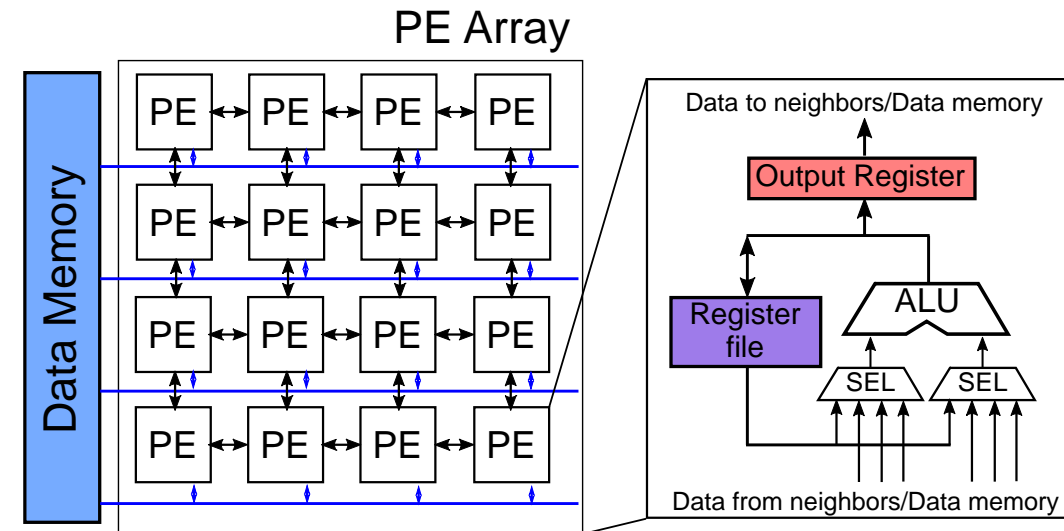 PE Array
Data Memory
PE PE PE PE
PE PE PE PE
PE PE PE PE
PE PE PE PE
Data to neighbors/Data memory
Output Register
Register
file
ALU
SEL SEL
Data from neighbors/Data memory